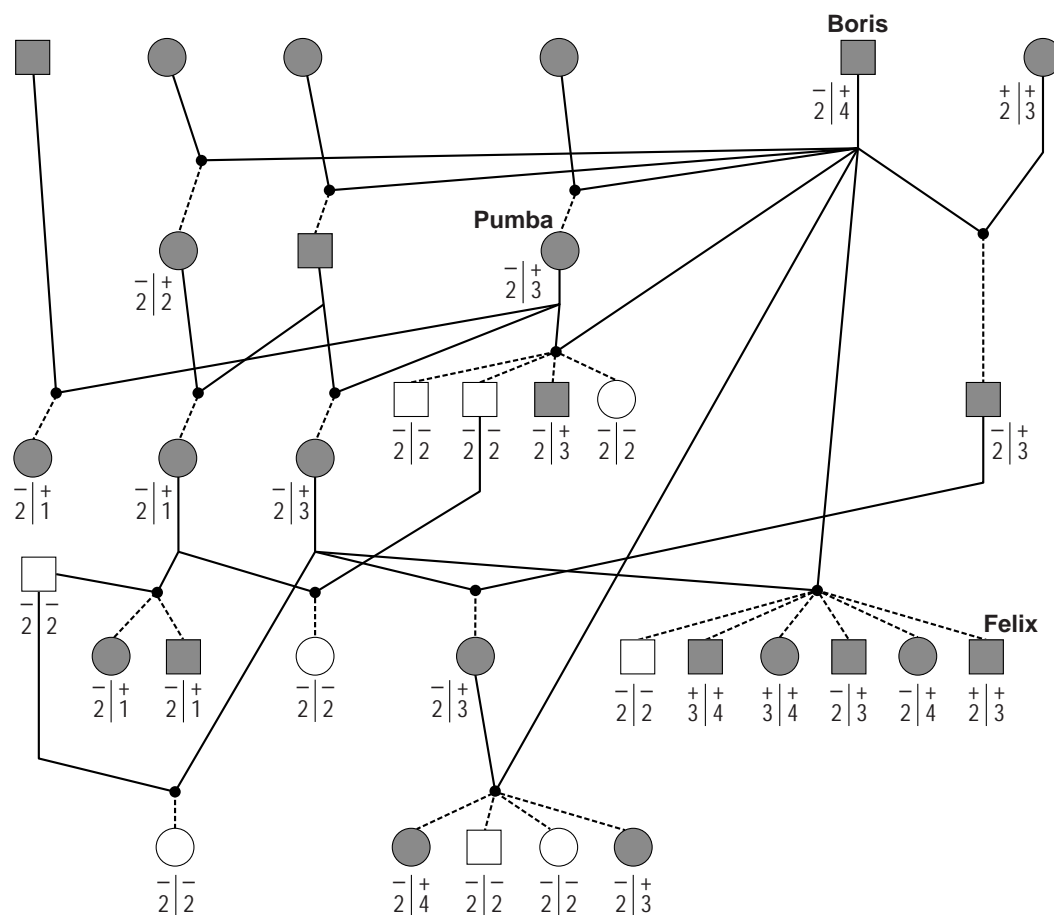 Boris
− | +
2 | 4
+ | +
2 | 3
Pumba
− | +
2 | 2
− | +
2 | 3
− | −
2 | 2
− | −
2 | 2
− | +
2 | 3
− | −
2 | 2
− | +
2 | 3
− | +
2 | 1
− | +
2 | 1
− | +
2 | 3
− | −
2 | 2
Felix
− | +
2 | 1
− | +
2 | 1
− | −
2 | 2
− | +
2 | 3
− | −
2 | 2
+ | +
3 | 4
+ | +
3 | 4
− | +
2 | 3
− | +
2 | 4
+ | +
2 | 3
− | −
2 | 2
− | +
2 | 4
− | −
2 | 2
− | −
2 | 2
− | +
2 | 3